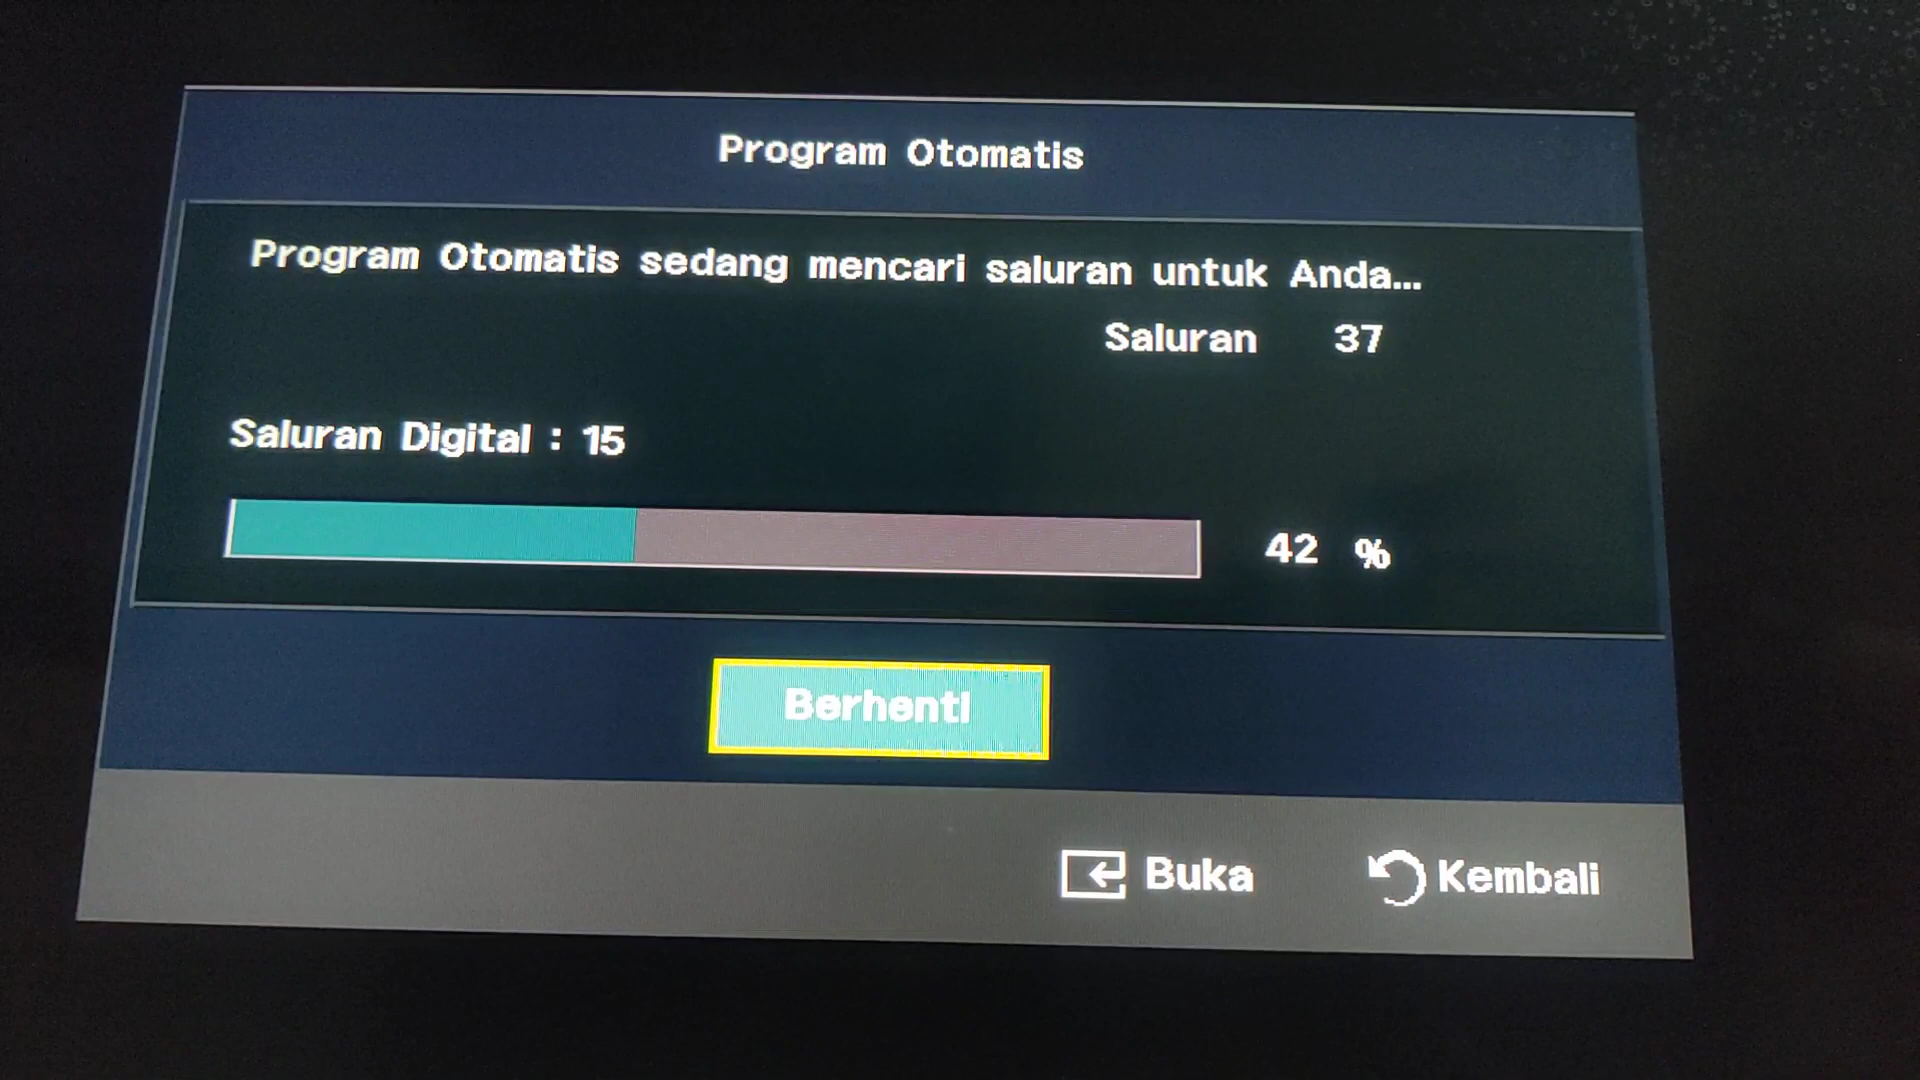 Program Otomatis
Program Otomatis sedang mencari saluran untuk Anda...
Saluran 37
Saluran Digital : 15
42 %
Berhenti
Buka Kembali